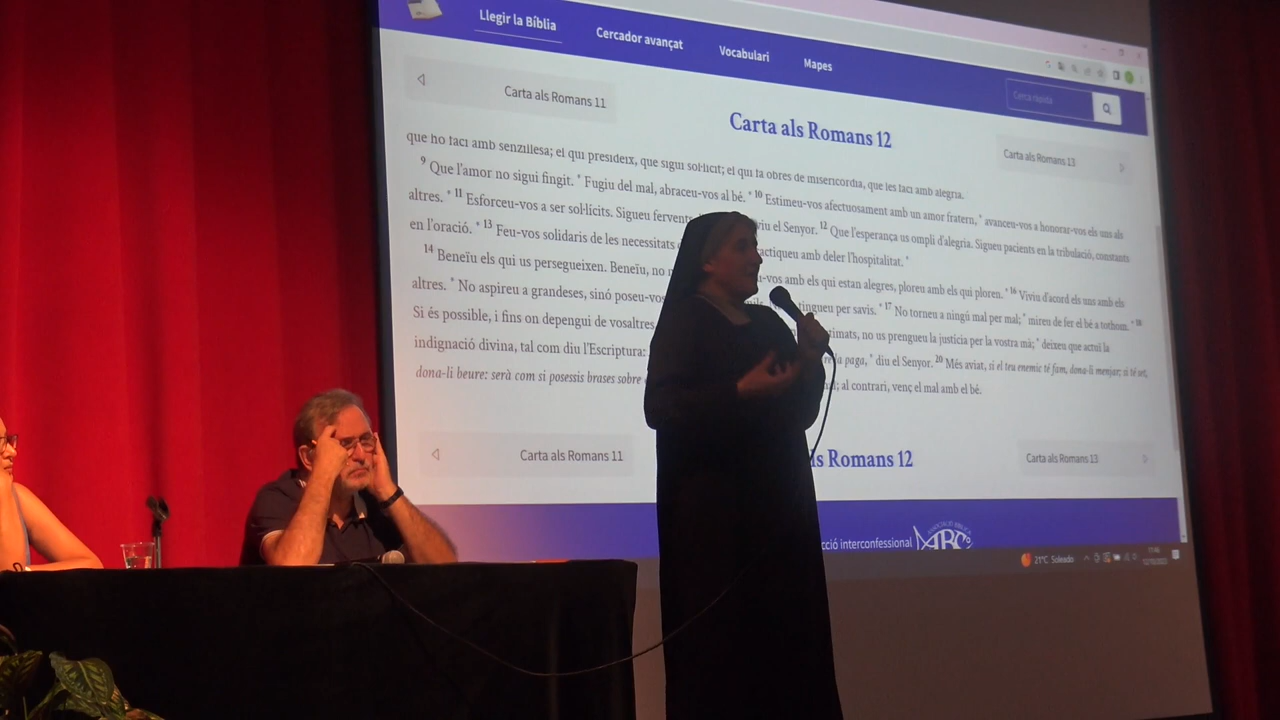 Llegir la Bíblia
Cercador avançat
Vocabulari
Mapes
Cerca ràpida
Carta als Romans 11
Carta als Romans 12
Carta als Romans 13
que ho faci amb senzillesa; el qui presideix, que sigui sol·lícit; el qui fa obres de misericòrdia, que les faci amb alegria.
9 Que l'amor no sigui fingit. * Fugiu del mal, abraceu-vos al bé. * 10 Estimeu-vos afectuosament amb un amor fratern, * avanceu-vos a honorar-vos els uns als
altres. * 11 Esforceu-vos a ser sol·lícits. Sigueu fervents viu el Senyor. 12 Que l'esperança us ompli d'alegria. Sigueu pacients en la tribulació, constants
en l'oració. * 13 Feu-vos solidaris de les necessitats actiqueu amb deler l'hospitalitat. *
14 Beneïu els qui us persegueixen. Beneïu, no -vos amb els qui estan alegres, ploreu amb els qui ploren. * 16 Viviu d'acord els uns amb els
altres. * No aspireu a grandeses, sinó poseu-vos tingueu per savis. * 17 No torneu a ningú mal per mal; * mireu de fer el bé a tothom. * 18
Si és possible, i fins on depengui de vosaltres, rimats, no us prengueu la justícia per la vostra mà; * deixeu que actuï la
indignació divina, tal com diu l'Escriptura: la paga, * diu el Senyor. 20 Més aviat, si el teu enemic té fam, dona-li menjar; si té set,
dona-li beure: serà com si posessis brases sobre al; al contrari, venç el mal amb el bé.
Carta als Romans 11
ls Romans 12
Carta als Romans 13
cció interconfessional
ASSOCIACIÓ BÍBLICA
ABC
21°C Soleado